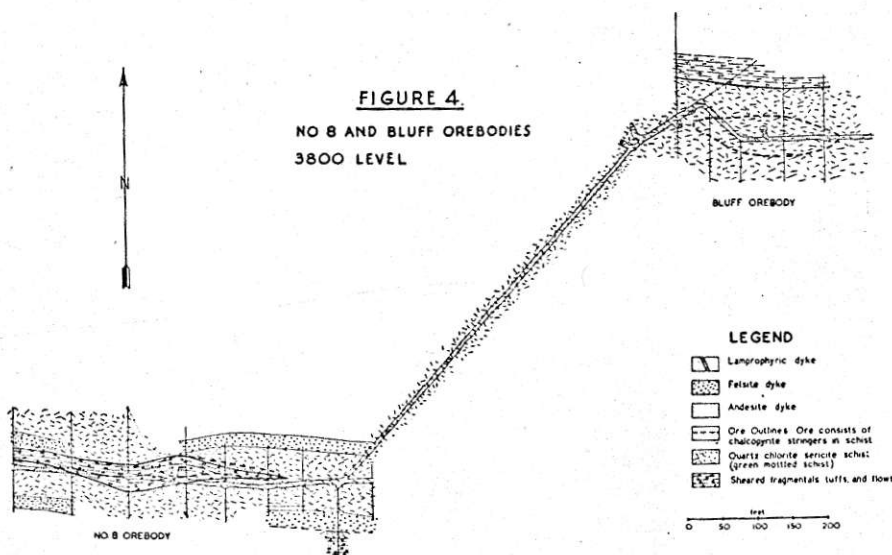 FIGURE 4.
NO 8 AND BLUFF OREBODIES
3800 LEVEL
N
BLUFF OREBODY
LEGEND
Lamprophyric dyke
Felsite dyke
Andesite dyke
Ore Outlines. Ore consists of
chalcopyrite stringers in schist
Quartz chlorite sericite schist
(green mottled schist)
Sheared fragmentals tuffs, and flows
feet
0 50 100 150 200
NO 8 OREBODY